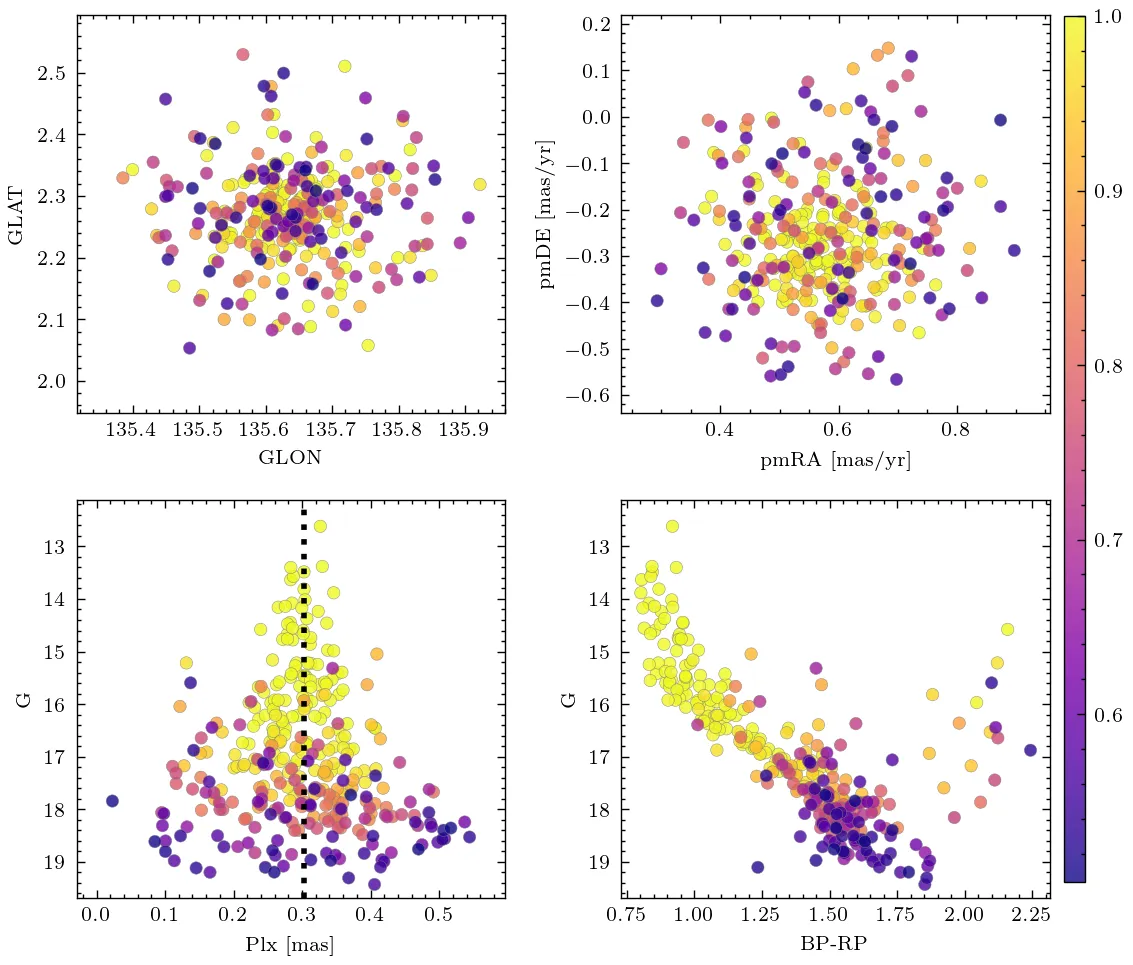 2.5
2.4
2.3
2.2
2.1
2.0
GLAT
135.4 135.5 135.6 135.7 135.8 135.9
GLON
0.2
0.1
0.0
−0.1
−0.2
−0.3
−0.4
−0.5
−0.6
pmDE [mas/yr]
0.4 0.6 0.8
pmRA [mas/yr]
1.0
0.9
0.8
0.7
0.6
13
14
15
16
17
18
19
G
0.0 0.1 0.2 0.3 0.4 0.5
Plx [mas]
13
14
15
16
17
18
19
G
0.75 1.00 1.25 1.50 1.75 2.00 2.25
BP-RP